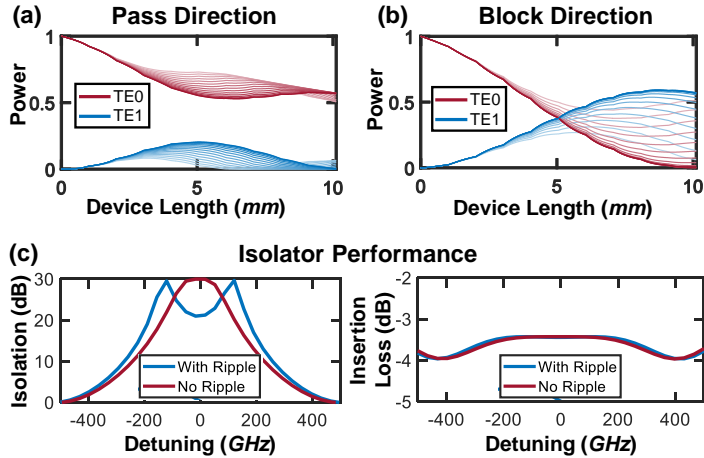 (a) Pass Direction
1
0.5
0
Power
TE0
TE1
0 5 10
Device Length (mm)
(b) Block Direction
1
0.5
0
Power
TE0
TE1
0 5 10
Device Length (mm)
(c) Isolator Performance
30
20
10
0
Isolation (dB)
With Ripple
No Ripple
-400 -200 0 200 400
Detuning (GHz)
-2
-3
-4
-5
Insertion
Loss (dB)
With Ripple
No Ripple
-400 -200 0 200 400
Detuning (GHz)